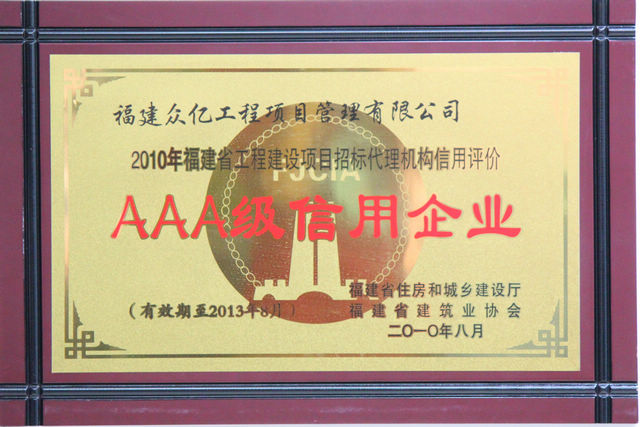 福建众亿工程项目管理有限公司
2010年福建省工程建设项目招标代理机构信用评价
FJCIA
AAA级信用企业
福建省住房和城乡建设厅
(有效期至2013年8月)
福建省建筑业协会
二〇一〇年八月